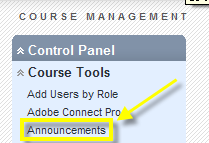 COURSE MANAGEMENT
Control Panel
Course Tools
Add Users by Role
Adobe Connect Pro
Announcements